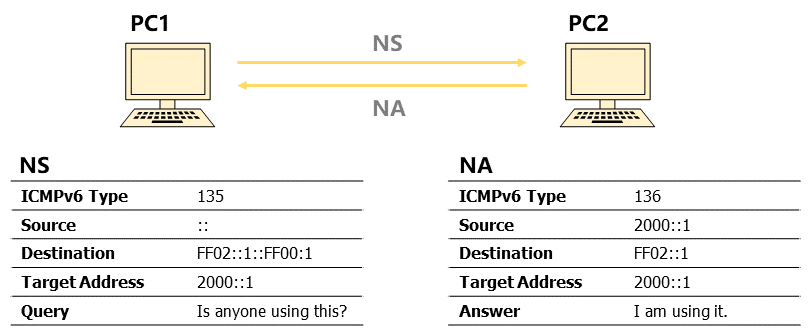 PC1 PC2
NS
NA
NS
ICMPv6 Type 135
Source ::
Destination FF02::1::FF00:1
Target Address 2000::1
Query Is anyone using this?
NA
ICMPv6 Type 136
Source 2000::1
Destination FF02::1
Target Address 2000::1
Answer I am using it.